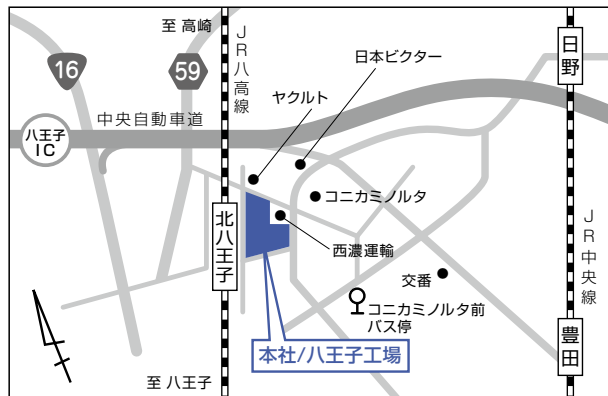 至 高崎
JR八高線
16
59
日本ビクター
日野
ヤクルト
中央自動車道
八王子
IC
コニカミノルタ
北八王子
西濃運輸
JR中央線
交番
コニカミノルタ前
バス停
豊田
本社/八王子工場
至 八王子